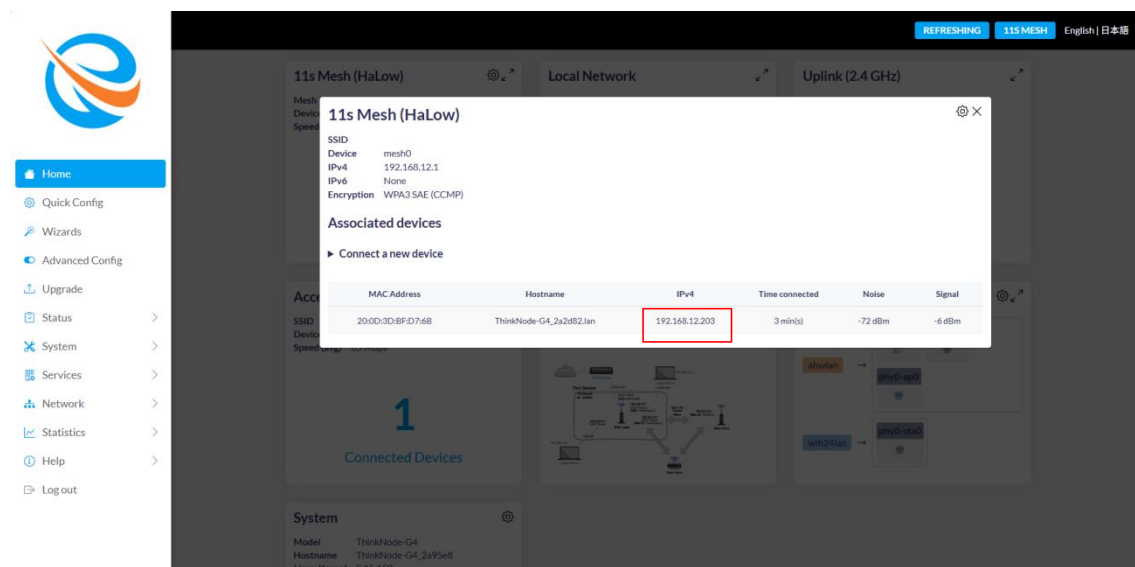 REFRESHING 11S MESH English | 日本語
Home
Quick Config
Wizards
Advanced Config
Upgrade
Status
System
Services
Network
Statistics
Help
Log out
11s Mesh (HaLow)
Local Network
Uplink (2.4 GHz)
Mesh
Device
Speed
11s Mesh (HaLow)
SSID
Device mesh0
IPv4 192.168.12.1
IPv6 None
Encryption WPA3 SAE (CCMP)
Associated devices
Connect a new device
MAC Address Hostname IPv4 Time connected Noise Signal
20:0D:3D:BF:D7:6B ThinkNode-G4_2a2d82.lan 192.168.12.203 3 min(s) -72 dBm -6 dBm
SSID
1
Connected Devices
ahwlan
phy0-ap0
wifi24lan
phy0-sta0
System
Model ThinkNode-G4
Hostname ThinkNode-G4_2a95e8